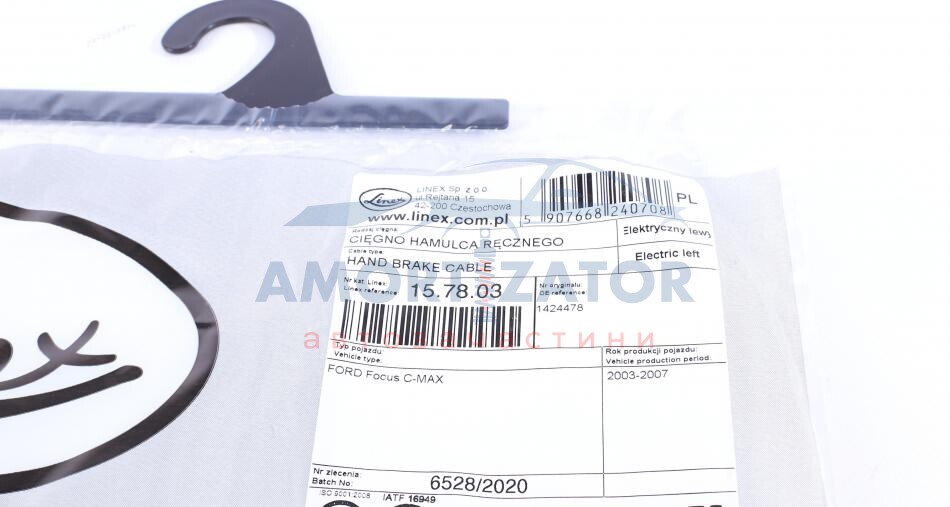 Linex
LINEX Sp z o o
ul.Rejtana 15
42-200 Czestochowa
www.linex.com.pl
5 907668 240708
PL
Rodzaj cięgna:
CIĘGNO HAMULCA RĘCZNEGO
Elektryczny lewy
Cable type:
HAND BRAKE CABLE
Electric left
AMORTIZATOR
Nr kat. Linex:
Linex reference:
15.78.03
Nr oryginału:
OE reference:
1424478
автозапчастини
Typ pojazdu:
Vehicle type:
FORD Focus C-MAX
Rok produkcji pojazdu:
Vehicle production period:
2003-2007
Nr zlecenia:
Batch No:
6528/2020
ISO 9001:2008
IATF 16949